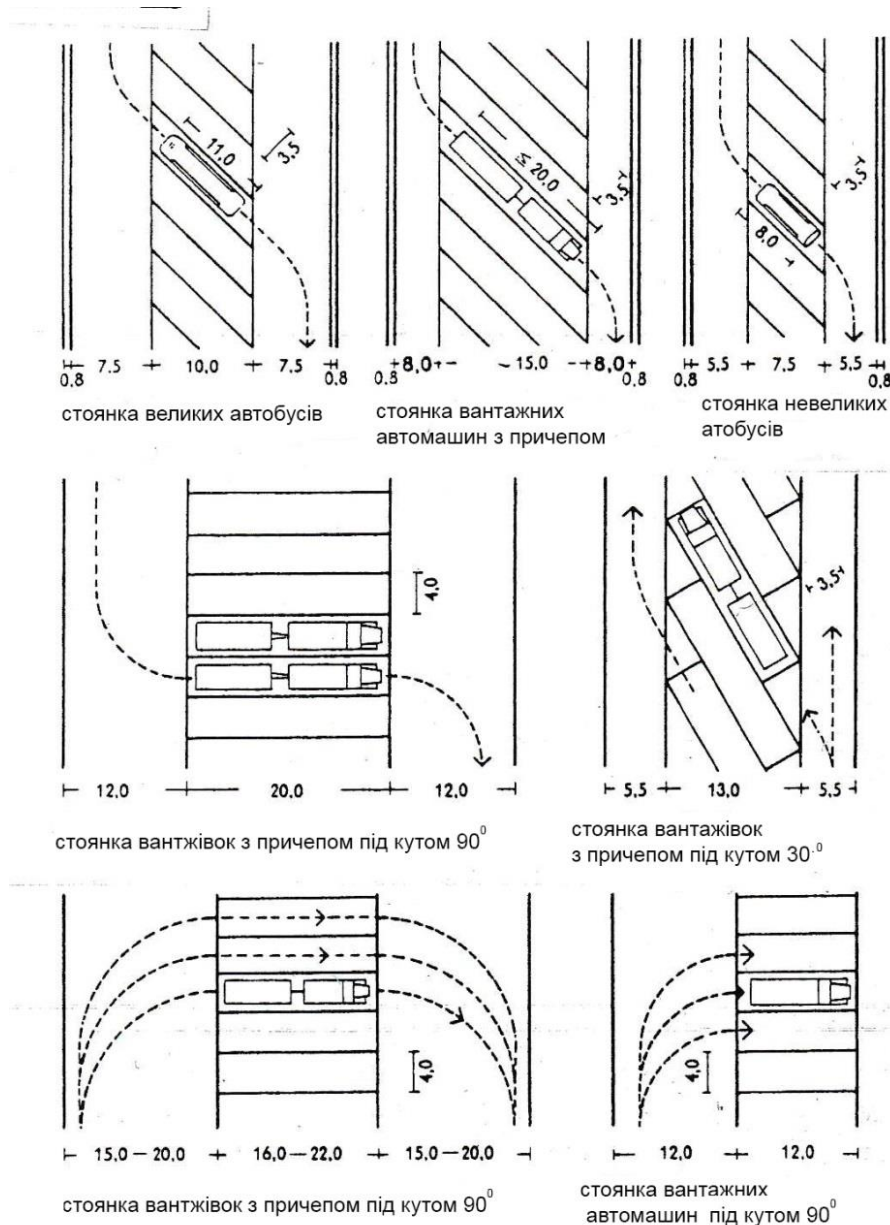 11,0
3,5
≤ 20,0
3,5
8,0
3,5
0.8 7.5 10.0 7.5 0.8
0.8 8,0 15.0 8,0 0.8
0.8 5,5 7.5 5,5 0.8
стоянка великих автобусів
стоянка вантажних
автомашин з причепом
стоянка невеликих
атобусів
4,0
3,5
12,0 20,0 12,0
5,5 13,0 5,5
стоянка вантжівок з причепом під кутом 90⁰
стоянка вантажівок
з причепом під кутом 30.⁰
4,0
4,0
15,0 – 20,0 16,0 – 22,0 15,0 – 20,0
12,0 12,0
стоянка вантжівок з причепом під кутом 90⁰
стоянка вантажних
автомашин під кутом 90⁰